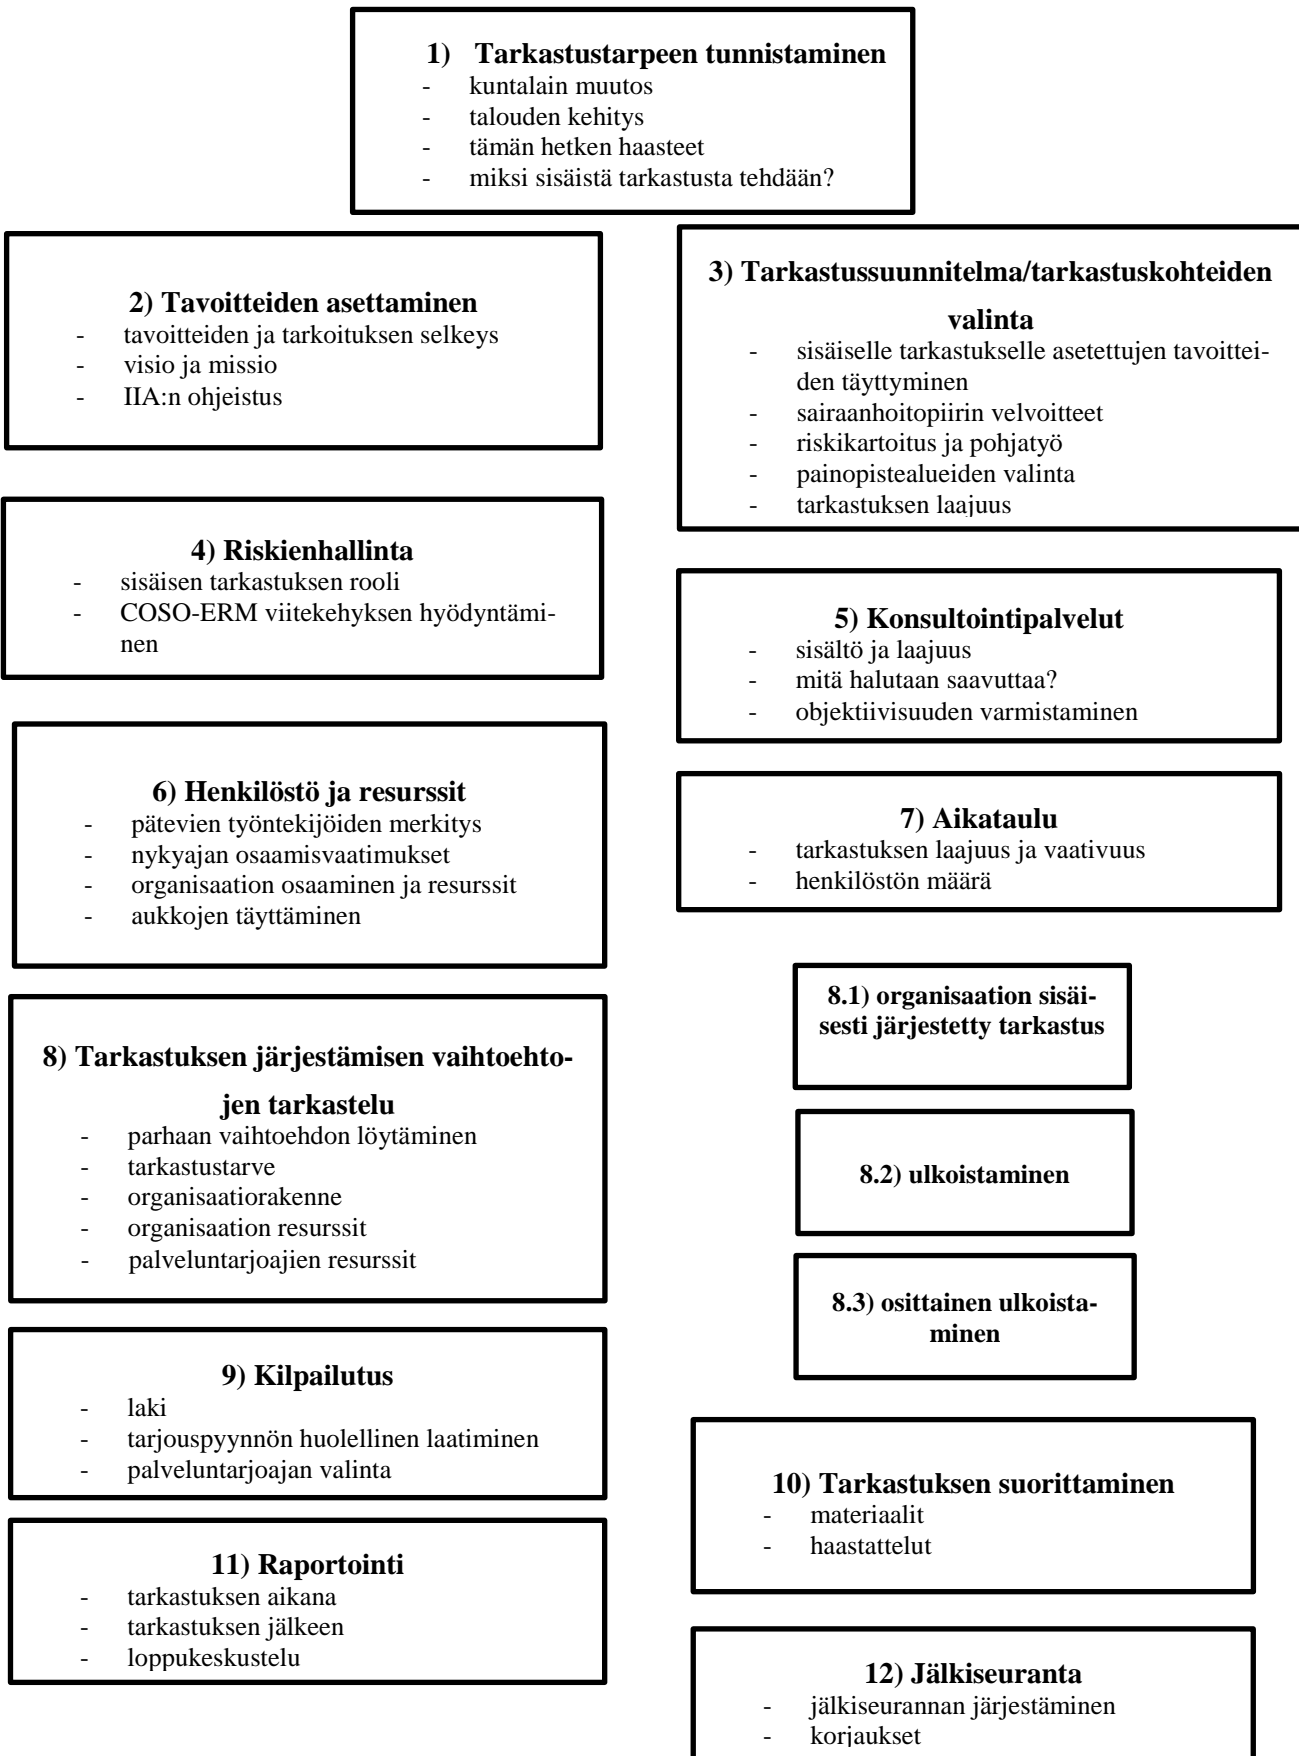 1) Tarkastustarpeen tunnistaminen
- kuntalain muutos
- talouden kehitys
- tämän hetken haasteet
- miksi sisäistä tarkastusta tehdään?
2) Tavoitteiden asettaminen
- tavoitteiden ja tarkoituksen selkeys
- visio ja missio
- IIA:n ohjeistus
3) Tarkastussuunnitelma/tarkastuskohteiden
valinta
- sisäiselle tarkastukselle asetettujen tavoittei-
den täyttyminen
- sairaanhoitopiirin velvoitteet
- riskikartoitus ja pohjatyö
- painopistealueiden valinta
- tarkastuksen laajuus
4) Riskienhallinta
- sisäisen tarkastuksen rooli
- COSO-ERM viitekehyksen hyödyntämi-
nen
5) Konsultointipalvelut
- sisältö ja laajuus
- mitä halutaan saavuttaa?
- objektiivisuuden varmistaminen
6) Henkilöstö ja resurssit
- pätevien työntekijöiden merkitys
- nykyajan osaamisvaatimukset
- organisaation osaaminen ja resurssit
- aukkojen täyttäminen
7) Aikataulu
- tarkastuksen laajuus ja vaativuus
- henkilöstön määrä
8) Tarkastuksen järjestämisen vaihtoehto-
jen tarkastelu
- parhaan vaihtoehdon löytäminen
- tarkastustarve
- organisaatiorakenne
- organisaation resurssit
- palveluntarjoajien resurssit
8.1) organisaation sisäi-
sesti järjestetty tarkastus
8.2) ulkoistaminen
8.3) osittainen ulkoista-
minen
9) Kilpailutus
- laki
- tarjouspyynnön huolellinen laatiminen
- palveluntarjoajan valinta
10) Tarkastuksen suorittaminen
- materiaalit
- haastattelut
11) Raportointi
- tarkastuksen aikana
- tarkastuksen jälkeen
- loppukeskustelu
12) Jälkiseuranta
- jälkiseurannan järjestäminen
- korjaukset